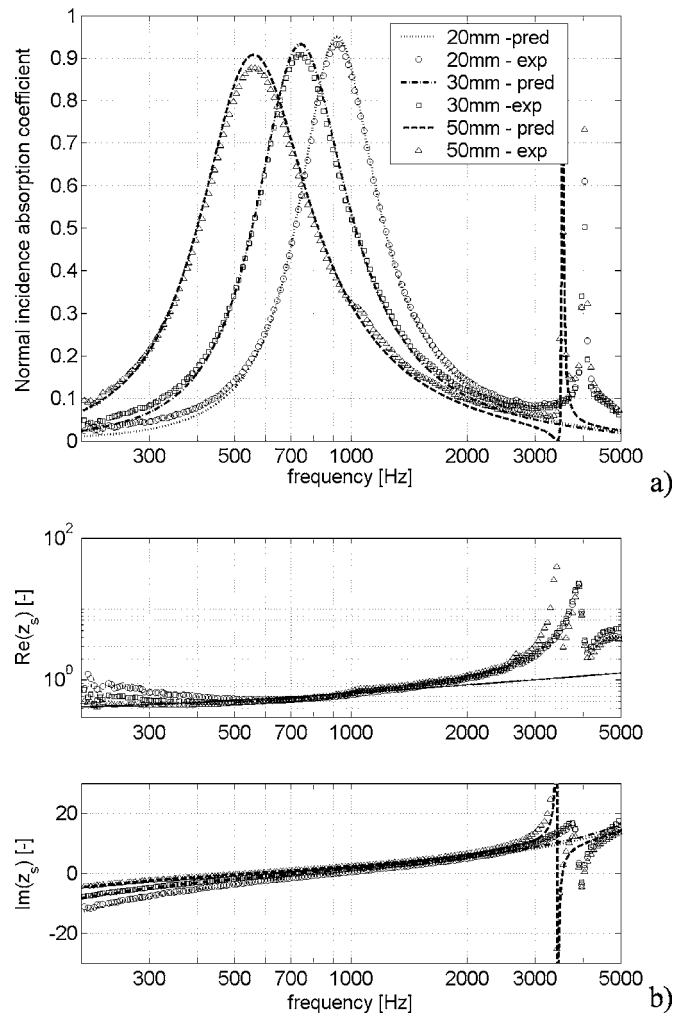 1
0.9
0.8
0.7
0.6
0.5
0.4
0.3
0.2
0.1
0
Normal incidence absorption coefficient
20mm -pred
20mm - exp
30mm - pred
30mm -exp
50mm - pred
50mm - exp
300 500 700 1000 2000 3000 5000
frequency [Hz]
a)
10^2
10^0
Re(z_s) [-]
300 500 700 1000 2000 3000 5000
20
0
-20
Im(z_s) [-]
300 500 700 1000 2000 3000 5000
frequency [Hz]
b)